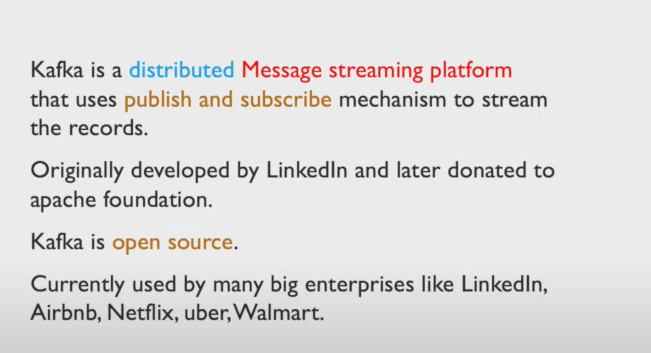 Kafka is a distributed Message streaming platform
that uses publish and subscribe mechanism to stream
the records.
Originally developed by LinkedIn and later donated to
apache foundation.
Kafka is open source.
Currently used by many big enterprises like LinkedIn,
Airbnb, Netflix, uber,Walmart.